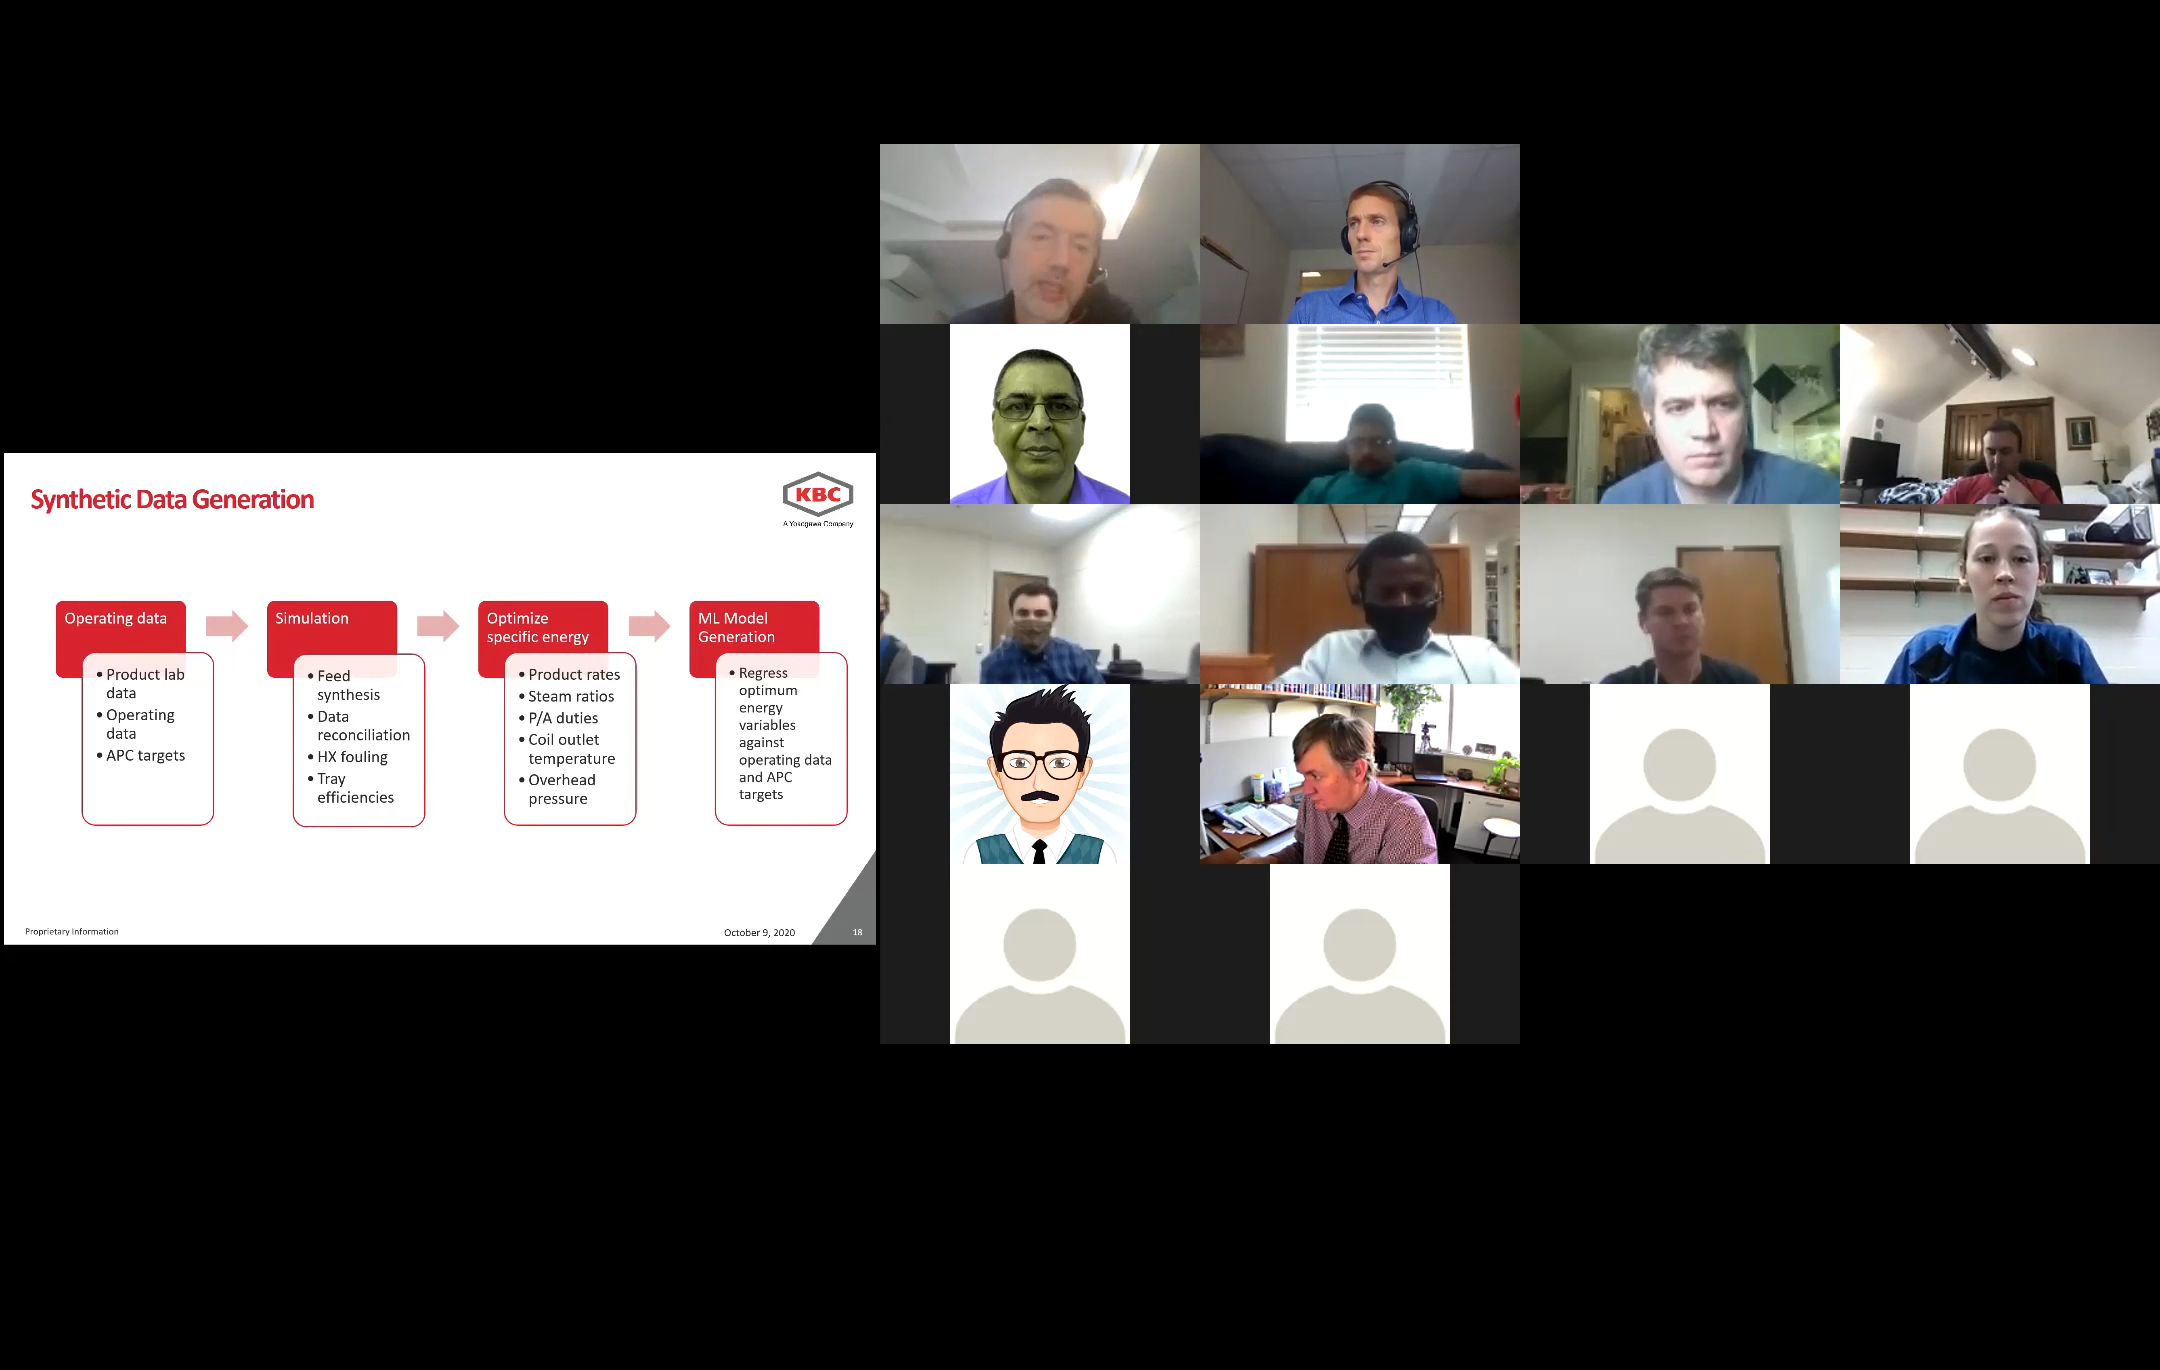 Synthetic Data Generation
KBC
A Yokogawa Company
Operating data
• Product lab
data
• Operating
data
• APC targets
Simulation
• Feed
synthesis
• Data
reconciliation
• HX fouling
• Tray
efficiencies
Optimize
specific energy
• Product rates
• Steam ratios
• P/A duties
• Coil outlet
temperature
• Overhead
pressure
ML Model
Generation
• Regress
optimum
energy
variables
against
operating data
and APC
targets
Proprietary Information
October 9, 2020
18